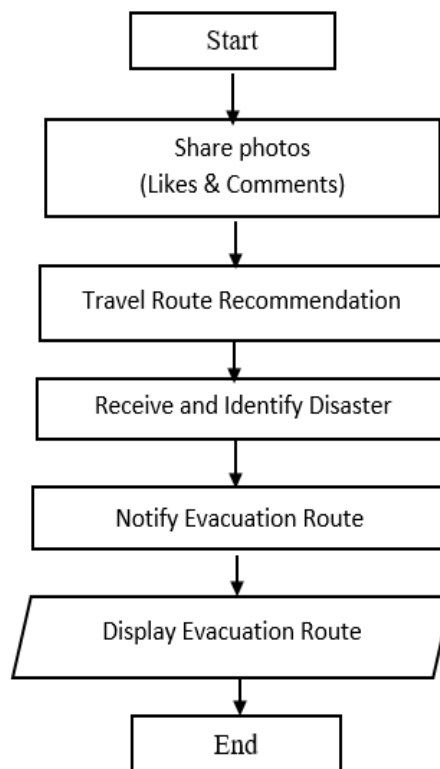 Start
Share photos
(Likes & Comments)
Travel Route Recommendation
Receive and Identify Disaster
Notify Evacuation Route
Display Evacuation Route
End